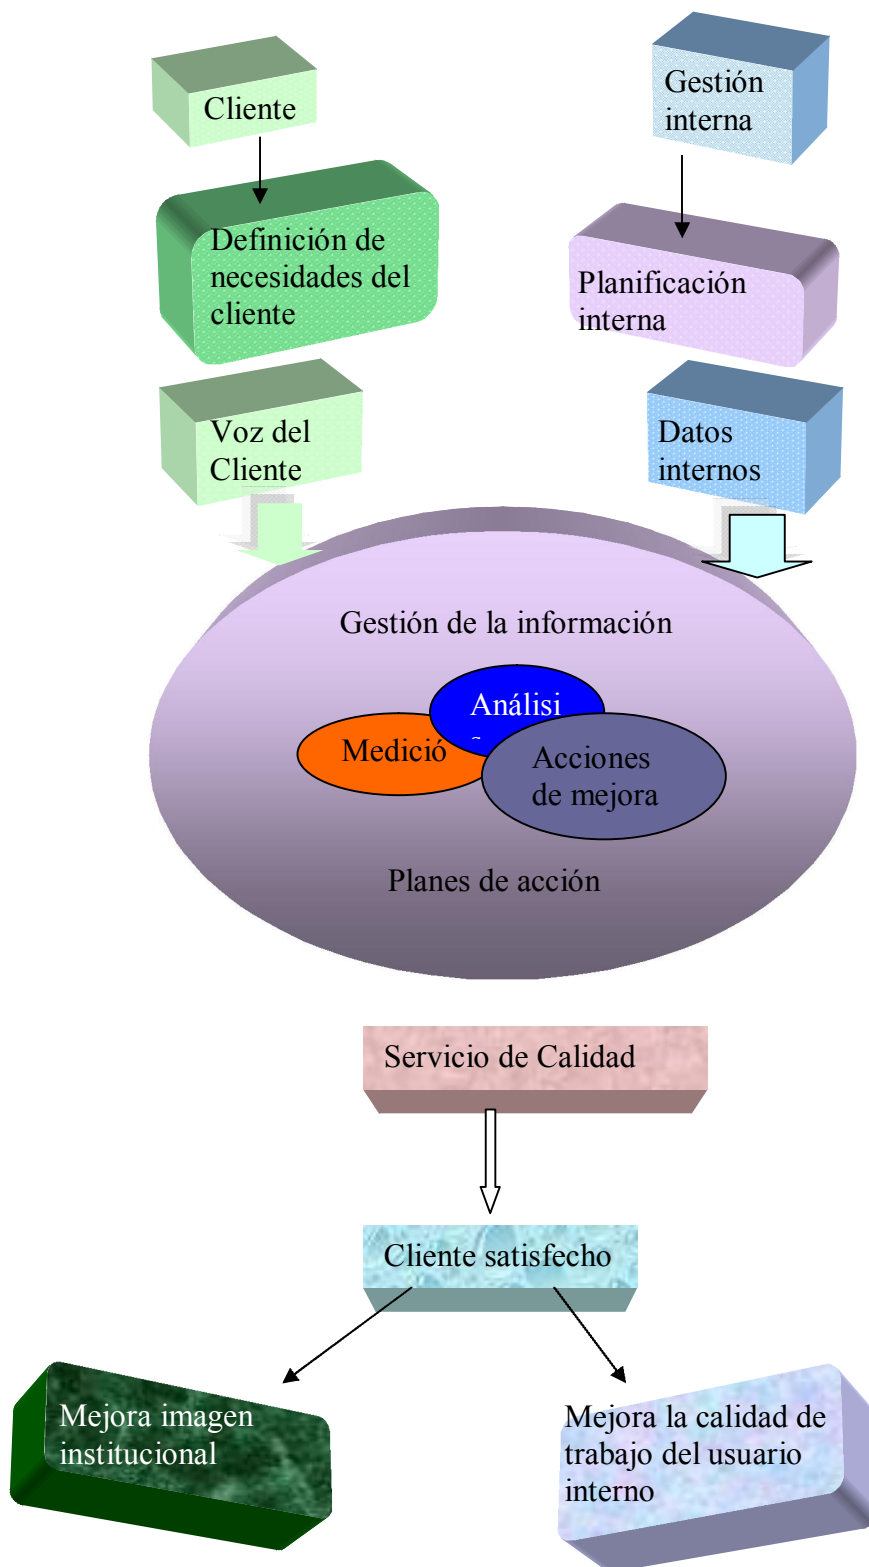 Cliente
Gestión
interna
Definición de
necesidades del
cliente
Planificación
interna
Voz del
Cliente
Datos
internos
Gestión de la información
Análisi
Medició
Acciones
de mejora
Planes de acción
Servicio de Calidad
Cliente satisfecho
Mejora imagen
institucional
Mejora la calidad de
trabajo del usuario
interno